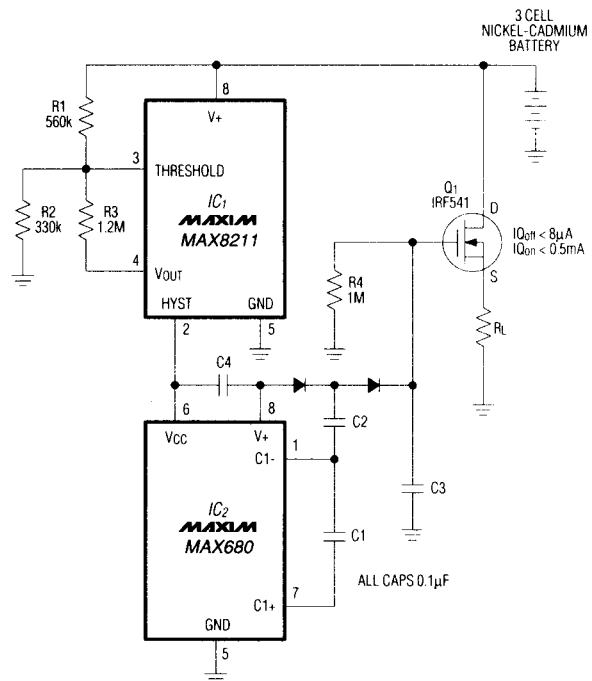 3 CELL
NICKEL-CADMIUM
BATTERY
8
V+
R1
560k
3
THRESHOLD
R2
330k
R3
1.2M
IC1
MAXIM
MAX8211
4
VOUT
HYST
GND
2
5
Q1
IRF541
D
S
IQoff < 8µA
IQon < 0.5mA
R4
1M
RL
C4
6
8
VCC
V+
1
C1-
C2
C3
IC2
MAXIM
MAX680
C1
7
C1+
ALL CAPS 0.1µF
GND
5